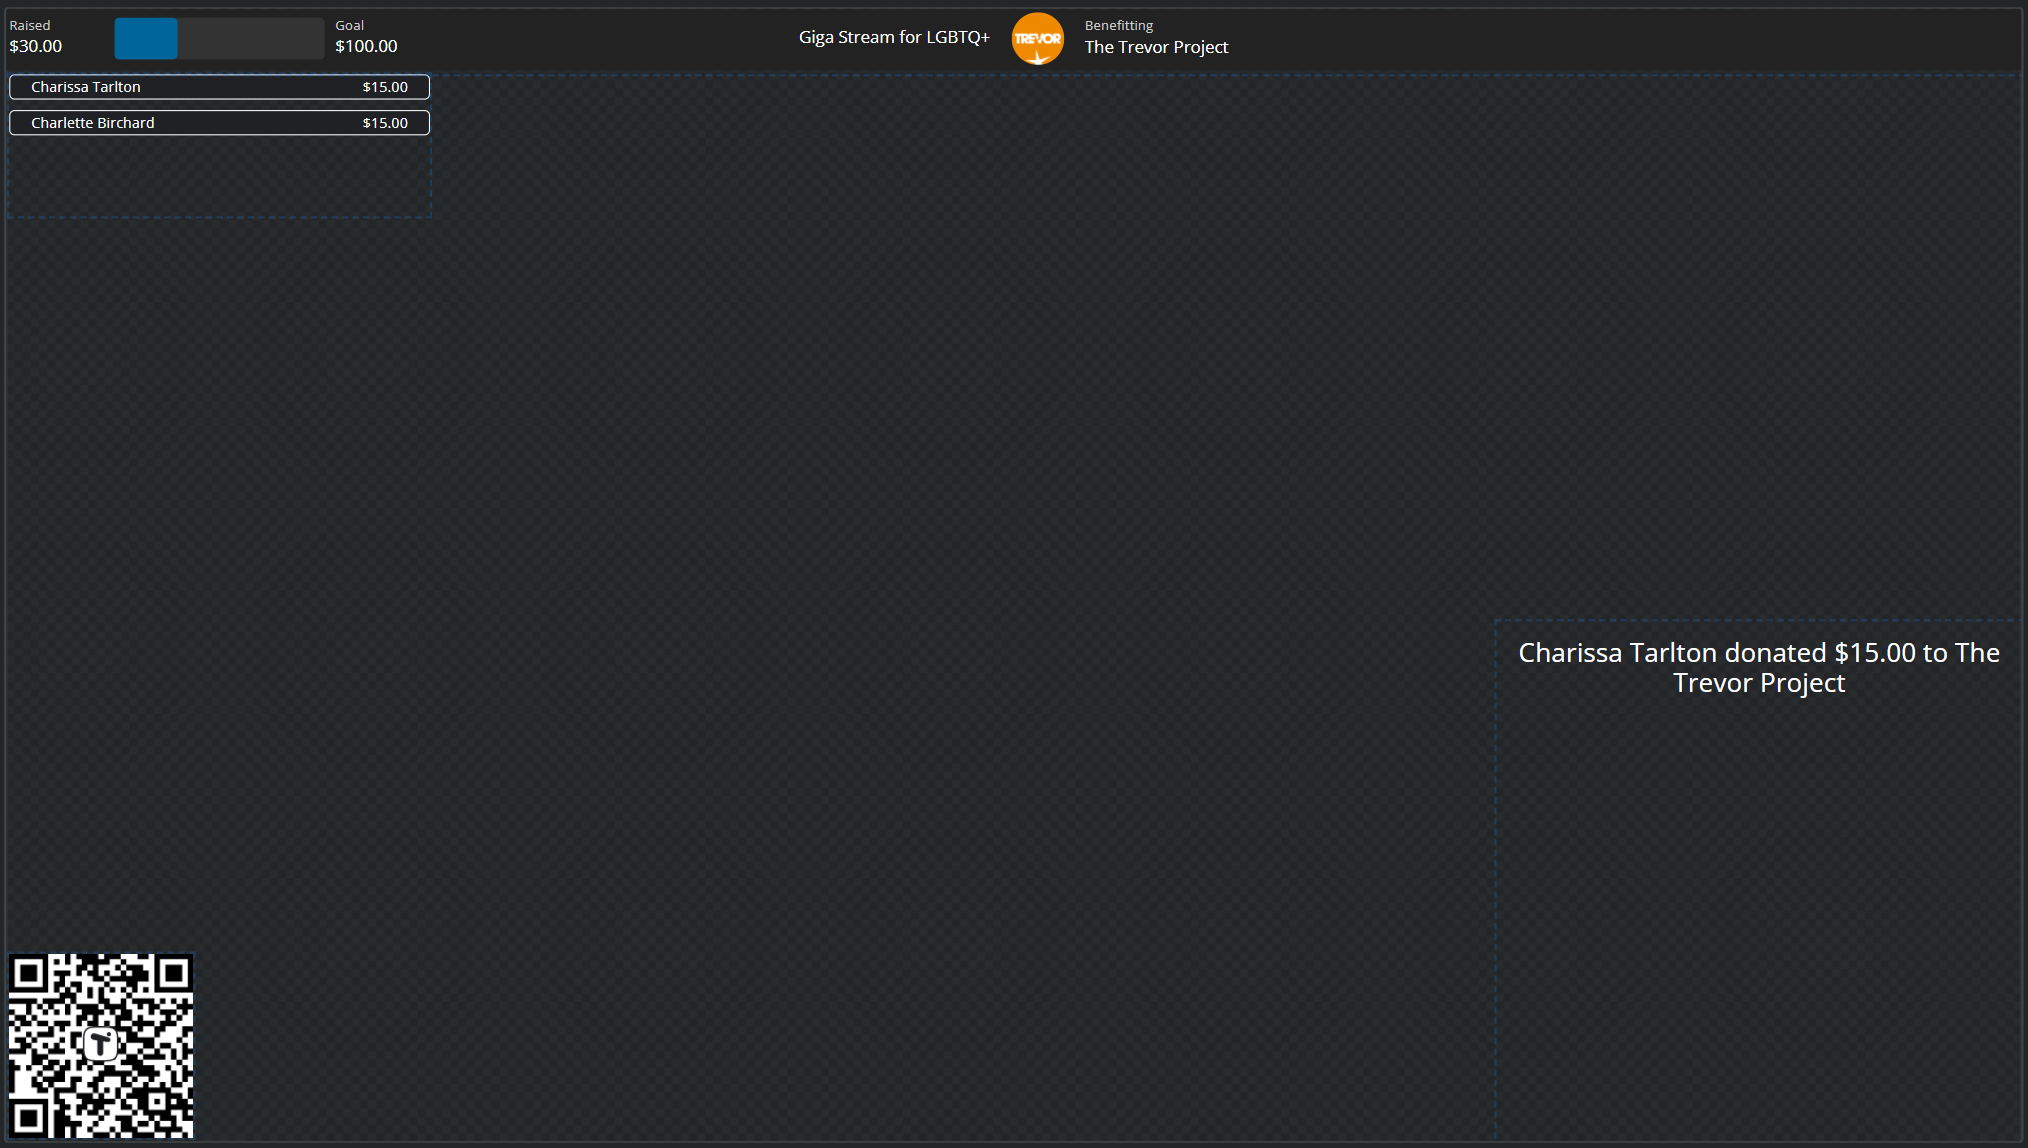 Raised
$30.00
Goal
$100.00
Giga Stream for LGBTQ+
TREVOR
Benefitting
The Trevor Project
Charissa Tarlton $15.00
Charlette Birchard $15.00
Charissa Tarlton donated $15.00 to The
Trevor Project
T